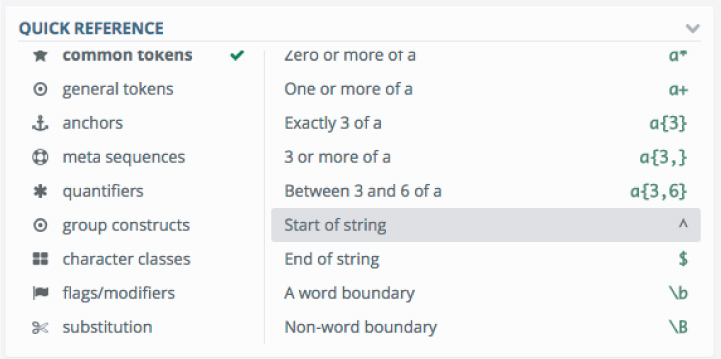 QUICK REFERENCE
common tokens Zero or more of a a*
general tokens One or more of a a+
anchors Exactly 3 of a a{3}
meta sequences 3 or more of a a{3,}
quantifiers Between 3 and 6 of a a{3,6}
group constructs Start of string ^
character classes End of string $
flags/modifiers A word boundary \b
substitution Non-word boundary \B